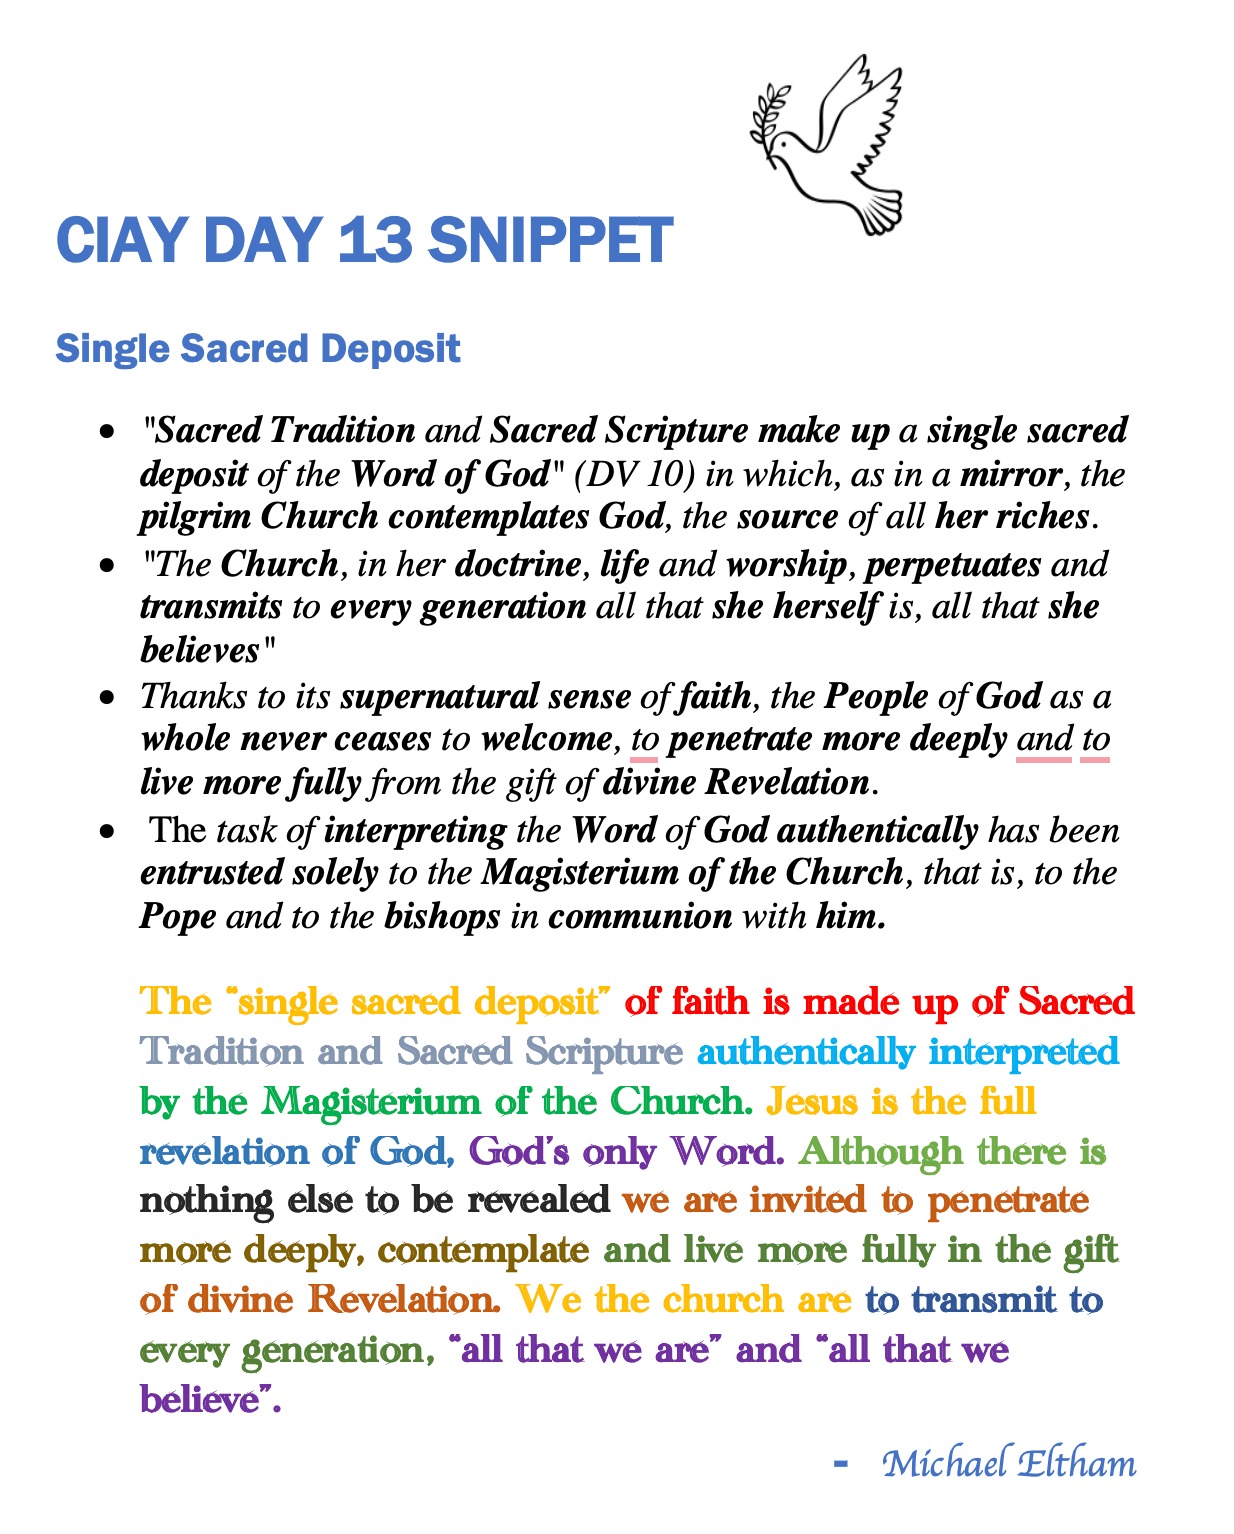 CIAY DAY 13 SNIPPET
Single Sacred Deposit
• "Sacred Tradition and Sacred Scripture make up a single sacred
deposit of the Word of God" (DV 10) in which, as in a mirror, the
pilgrim Church contemplates God, the source of all her riches.
• "The Church, in her doctrine, life and worship, perpetuates and
transmits to every generation all that she herself is, all that she
believes"
• Thanks to its supernatural sense of faith, the People of God as a
whole never ceases to welcome, to penetrate more deeply and to
live more fully from the gift of divine Revelation.
• The task of interpreting the Word of God authentically has been
entrusted solely to the Magisterium of the Church, that is, to the
Pope and to the bishops in communion with him.
The “single sacred deposit” of faith is made up of Sacred
Tradition and Sacred Scripture authentically interpreted
by the Magisterium of the Church. Jesus is the full
revelation of God, God’s only Word. Although there is
nothing else to be revealed we are invited to penetrate
more deeply, contemplate and live more fully in the gift
of divine Revelation. We the church are to transmit to
every generation, “all that we are” and “all that we
believe”.
- Michael Eltham